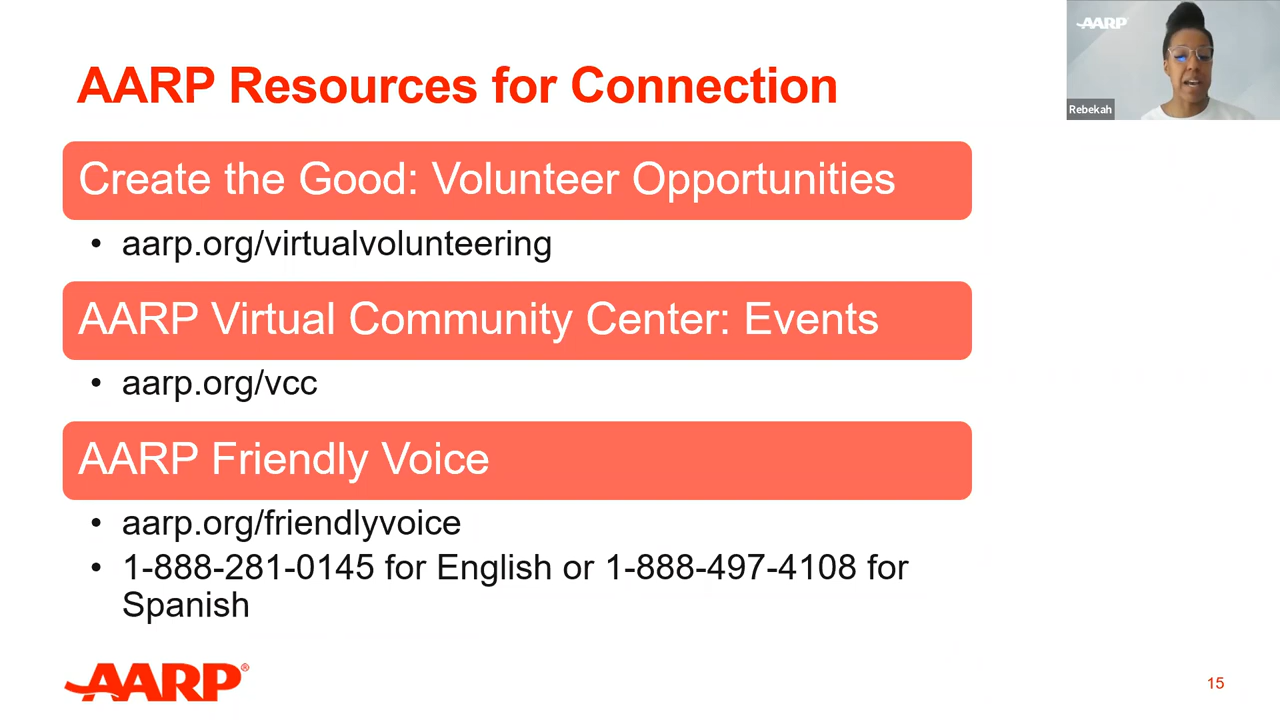 AARP Resources for Connection
AARP
Rebekah
Create the Good: Volunteer Opportunities
• aarp.org/virtualvolunteering
AARP Virtual Community Center: Events
• aarp.org/vcc
AARP Friendly Voice
• aarp.org/friendlyvoice
• 1-888-281-0145 for English or 1-888-497-4108 for
Spanish
AARP®
15